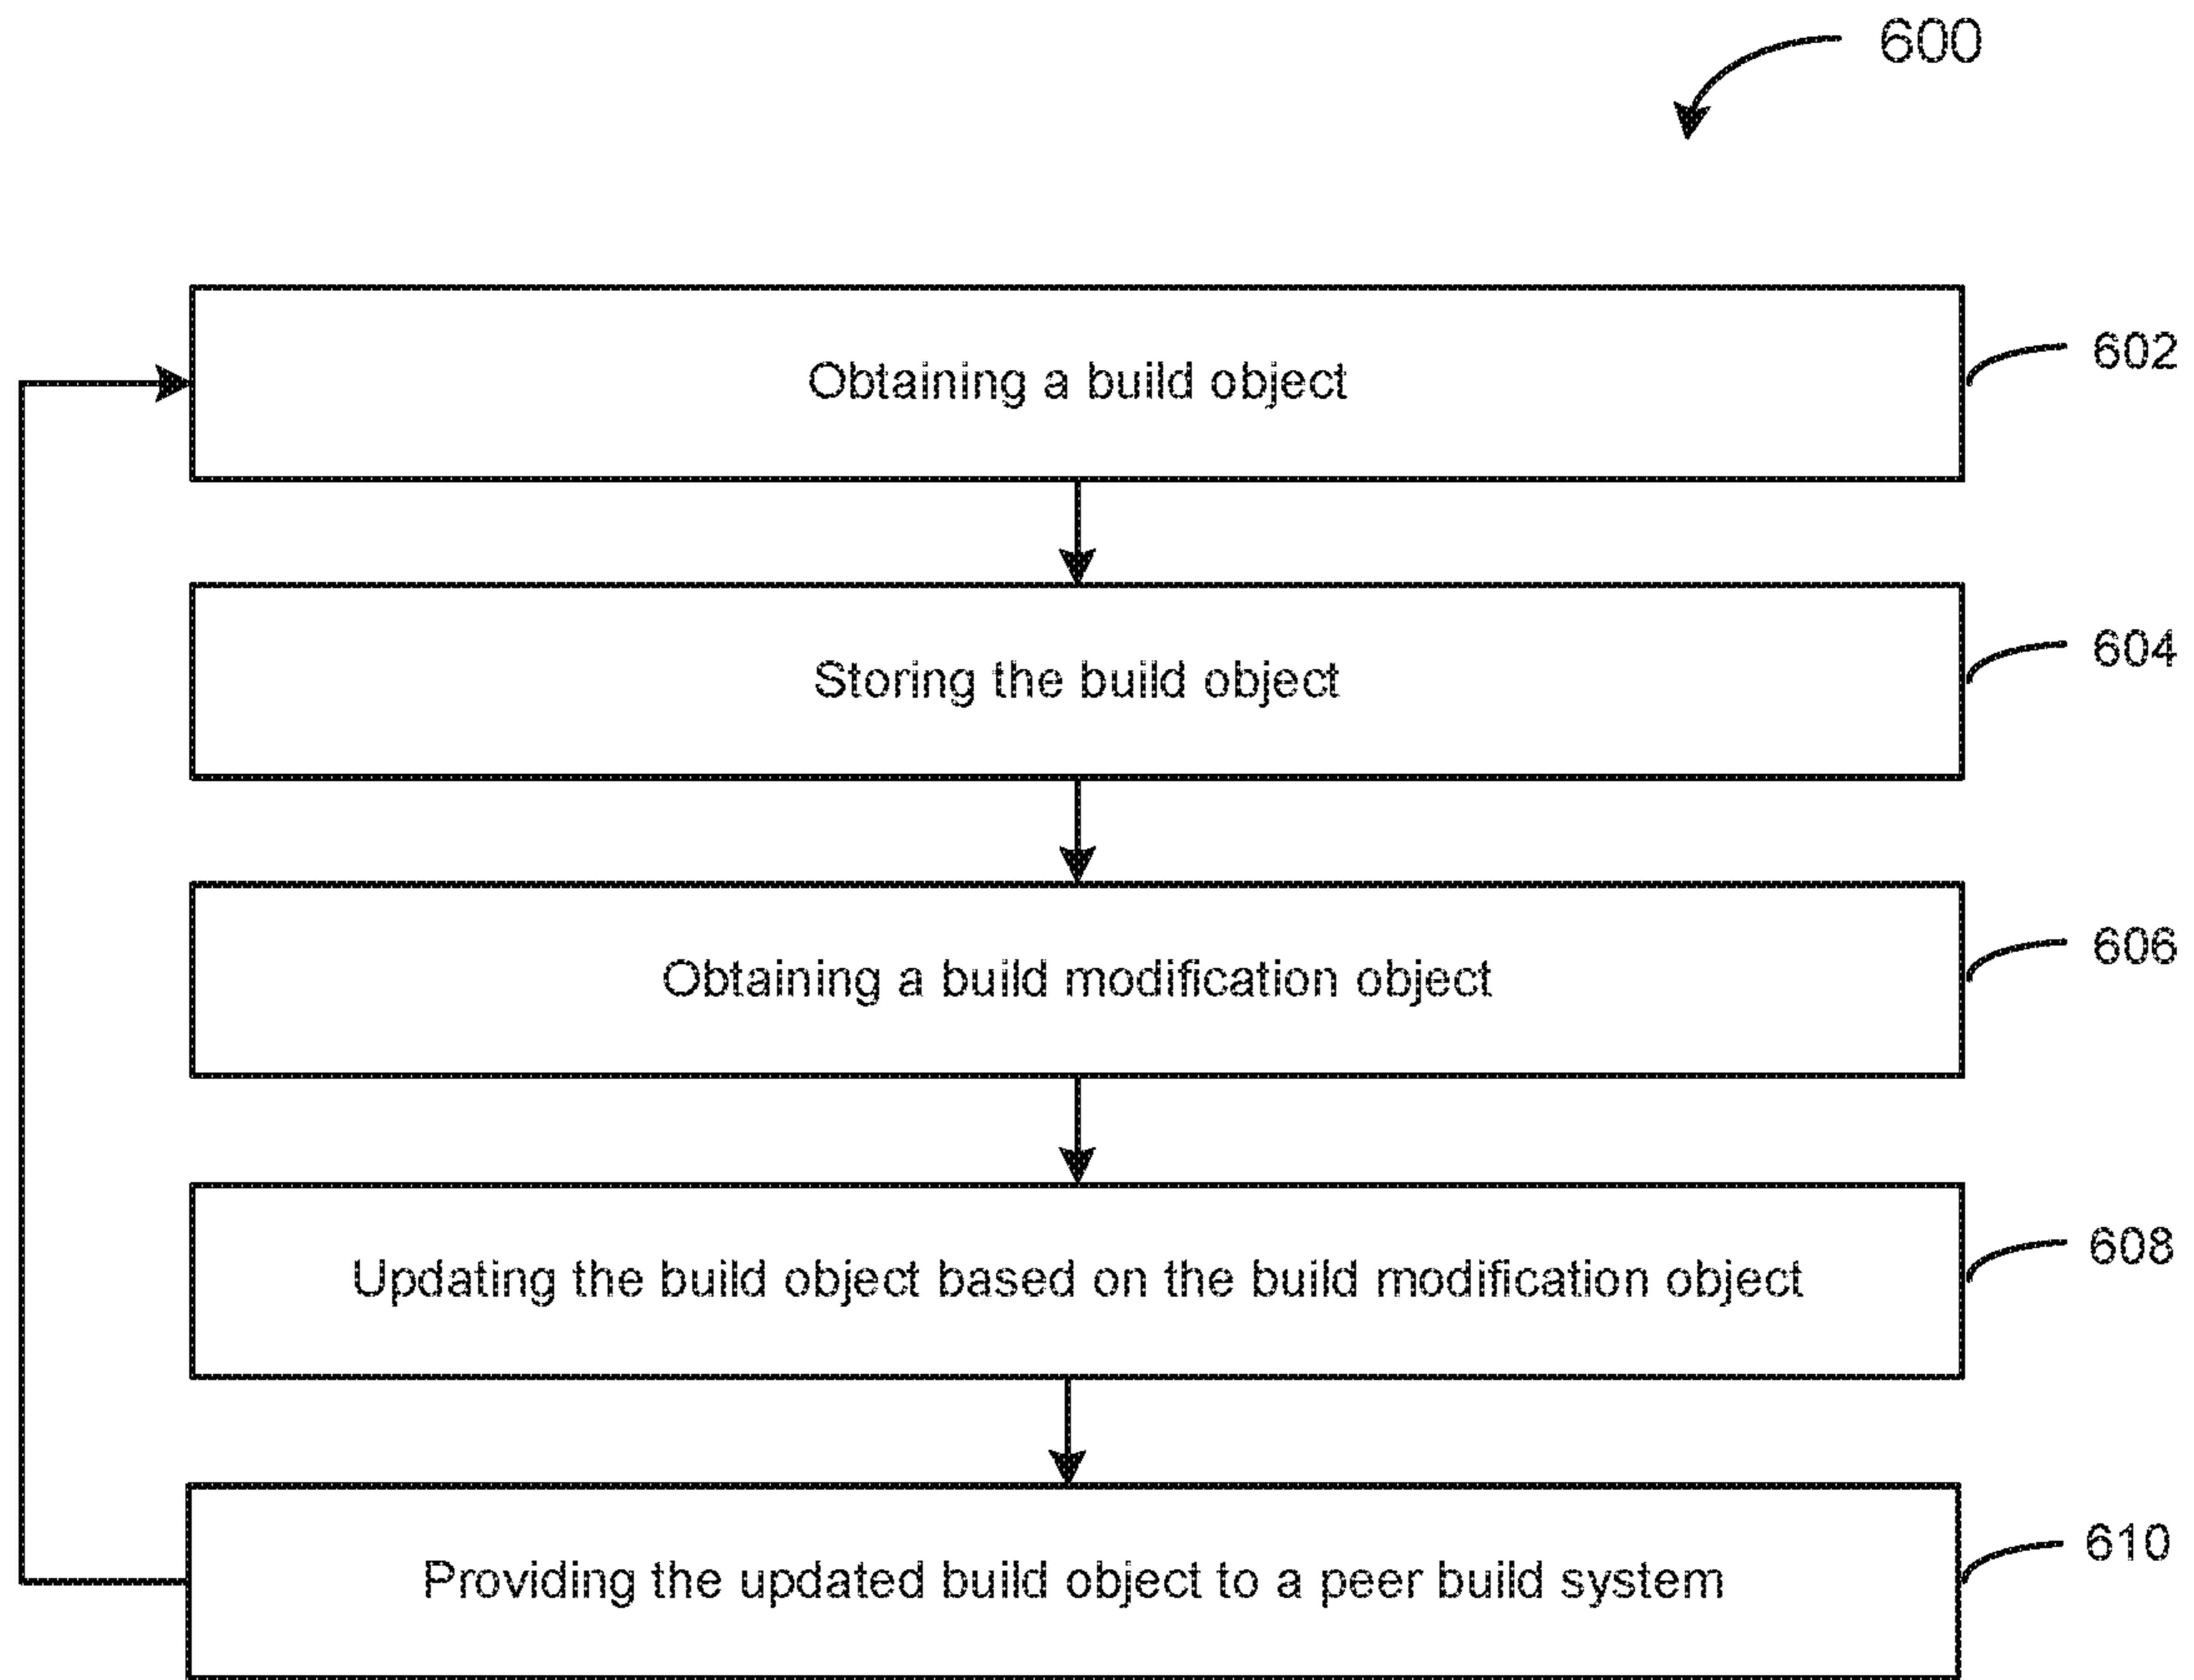 600
Obtaining a build object
602
Storing the build object
604
Obtaining a build modification object
606
Updating the build object based on the build modification object
608
Providing the updated build object to a peer build system
610